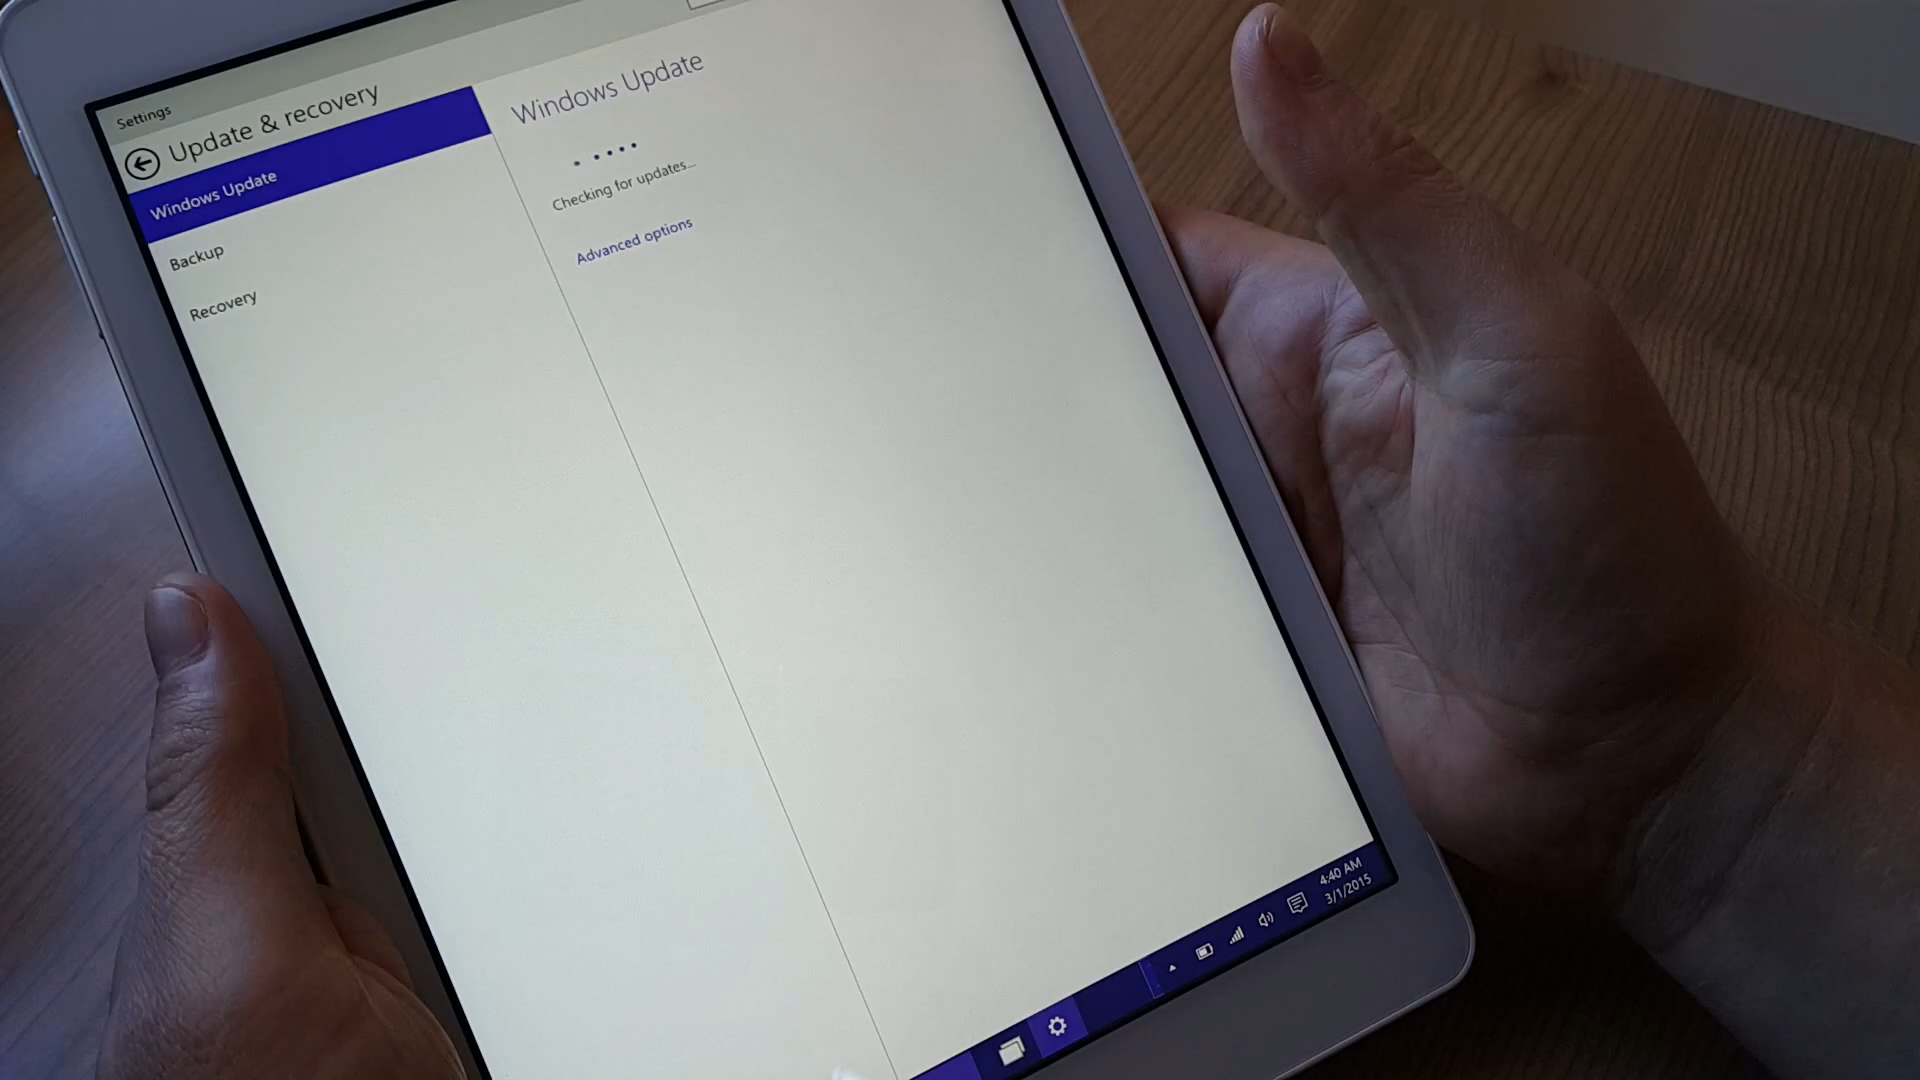 Settings
Update & recovery
Windows Update
Backup
Recovery
Windows Update
Checking for updates...
Advanced options
4:40 AM
3/1/2015